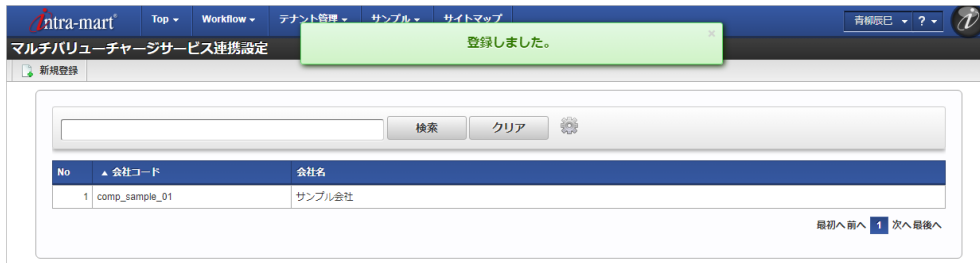 intra-mart Top Workflow テナント管理 サンプル サイトマップ 青柳辰巳 ?
マルチバリューチャージサービス連携設定
登録しました。
新規登録
検索 クリア
No 会社コード 会社名
1 comp_sample_01 サンプル会社
最初へ 前へ 1 次へ 最後へ